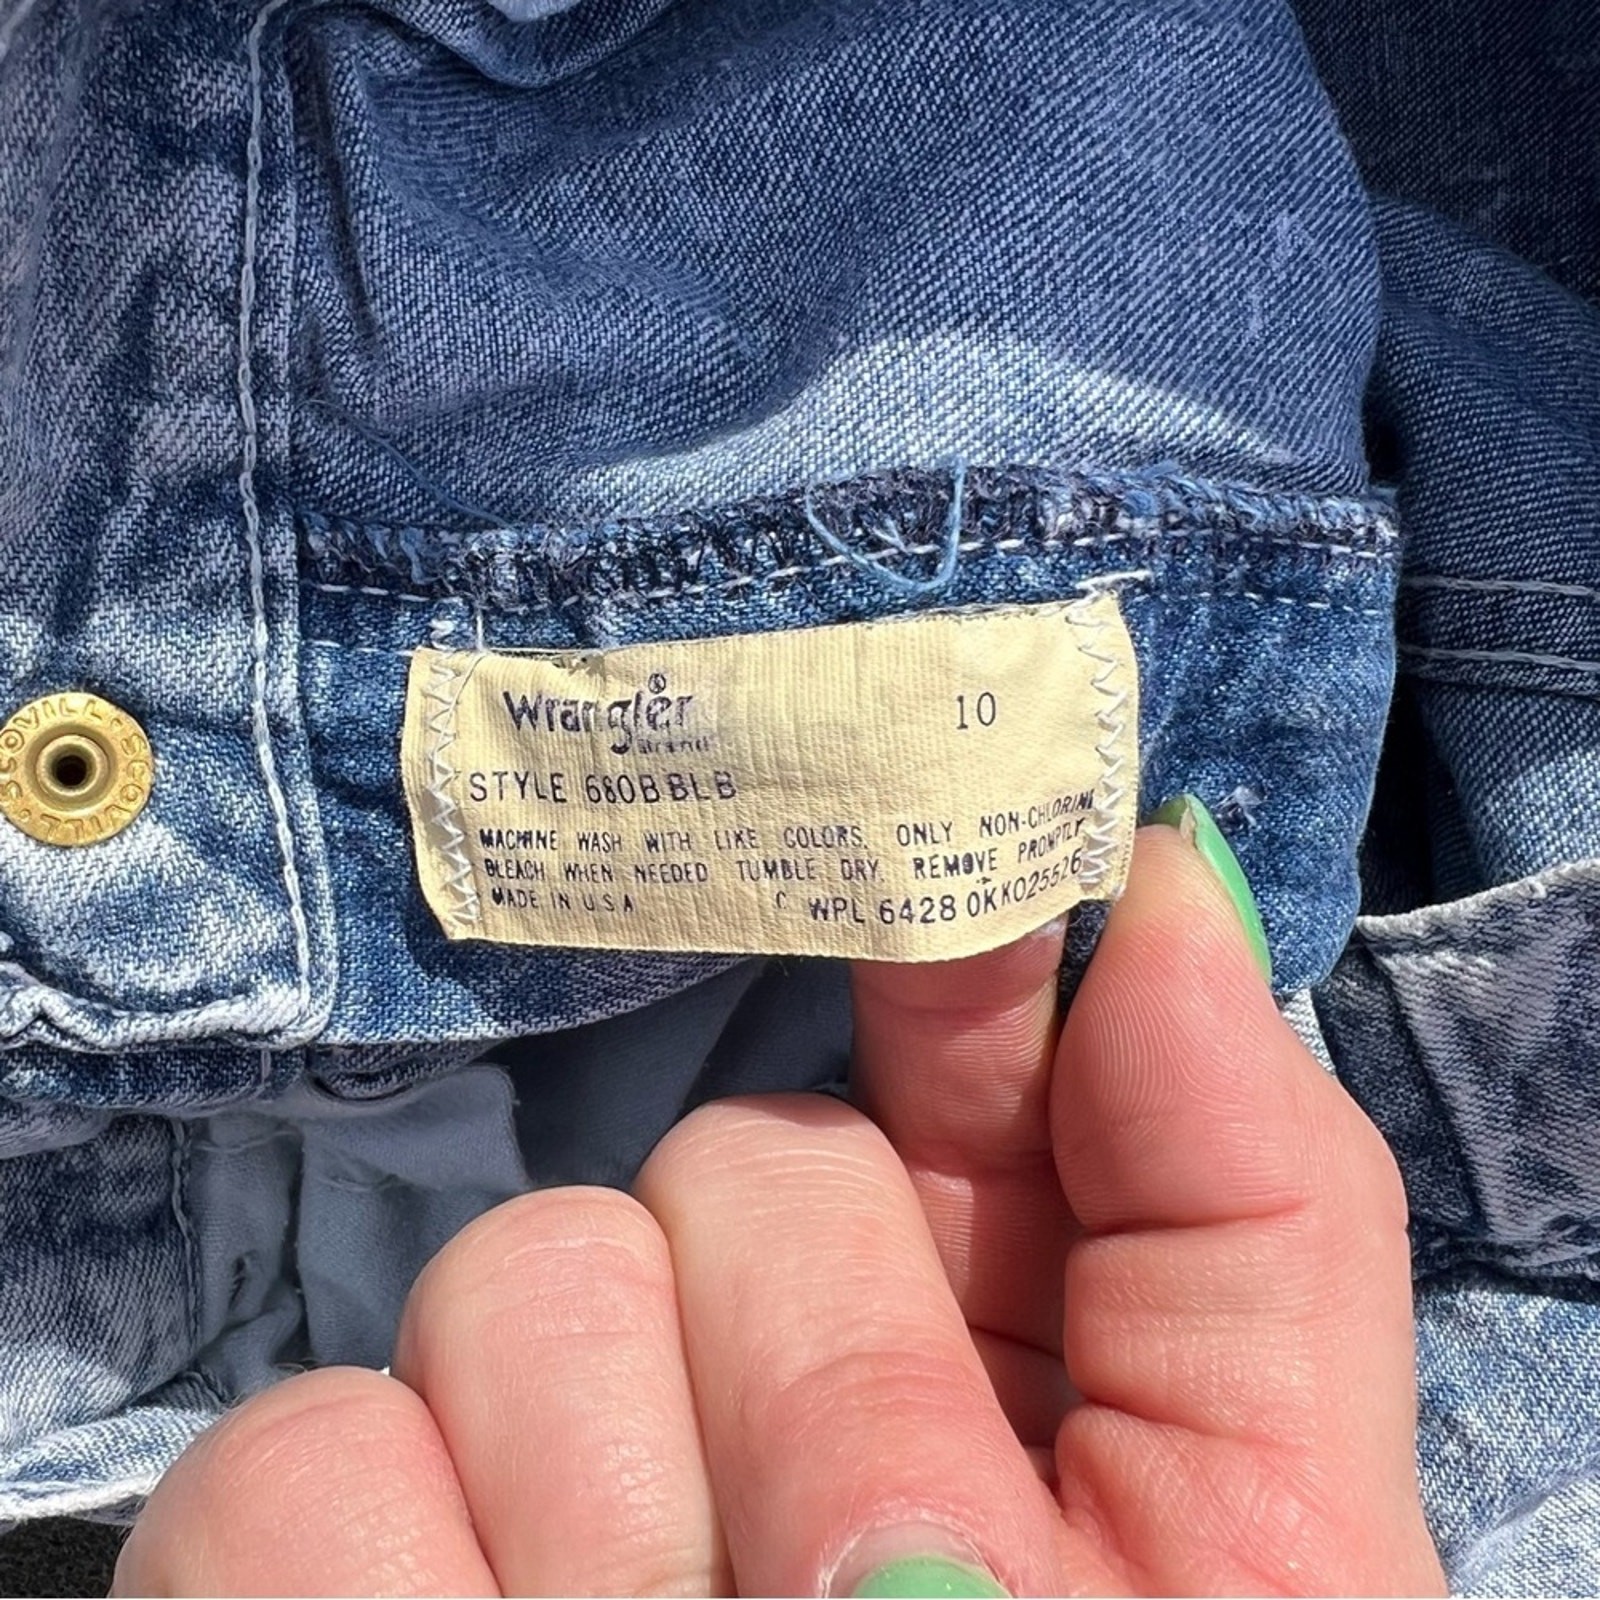 SCOVILL · SCOVILL ·
Wrangler® 10
Brand
STYLE 680BBLB
MACHINE WASH WITH LIKE COLORS. ONLY NON-CHLORINE
BLEACH WHEN NEEDED TUMBLE DRY. REMOVE PROMPTLY
MADE IN U S A C WPL 6428 0KK025526